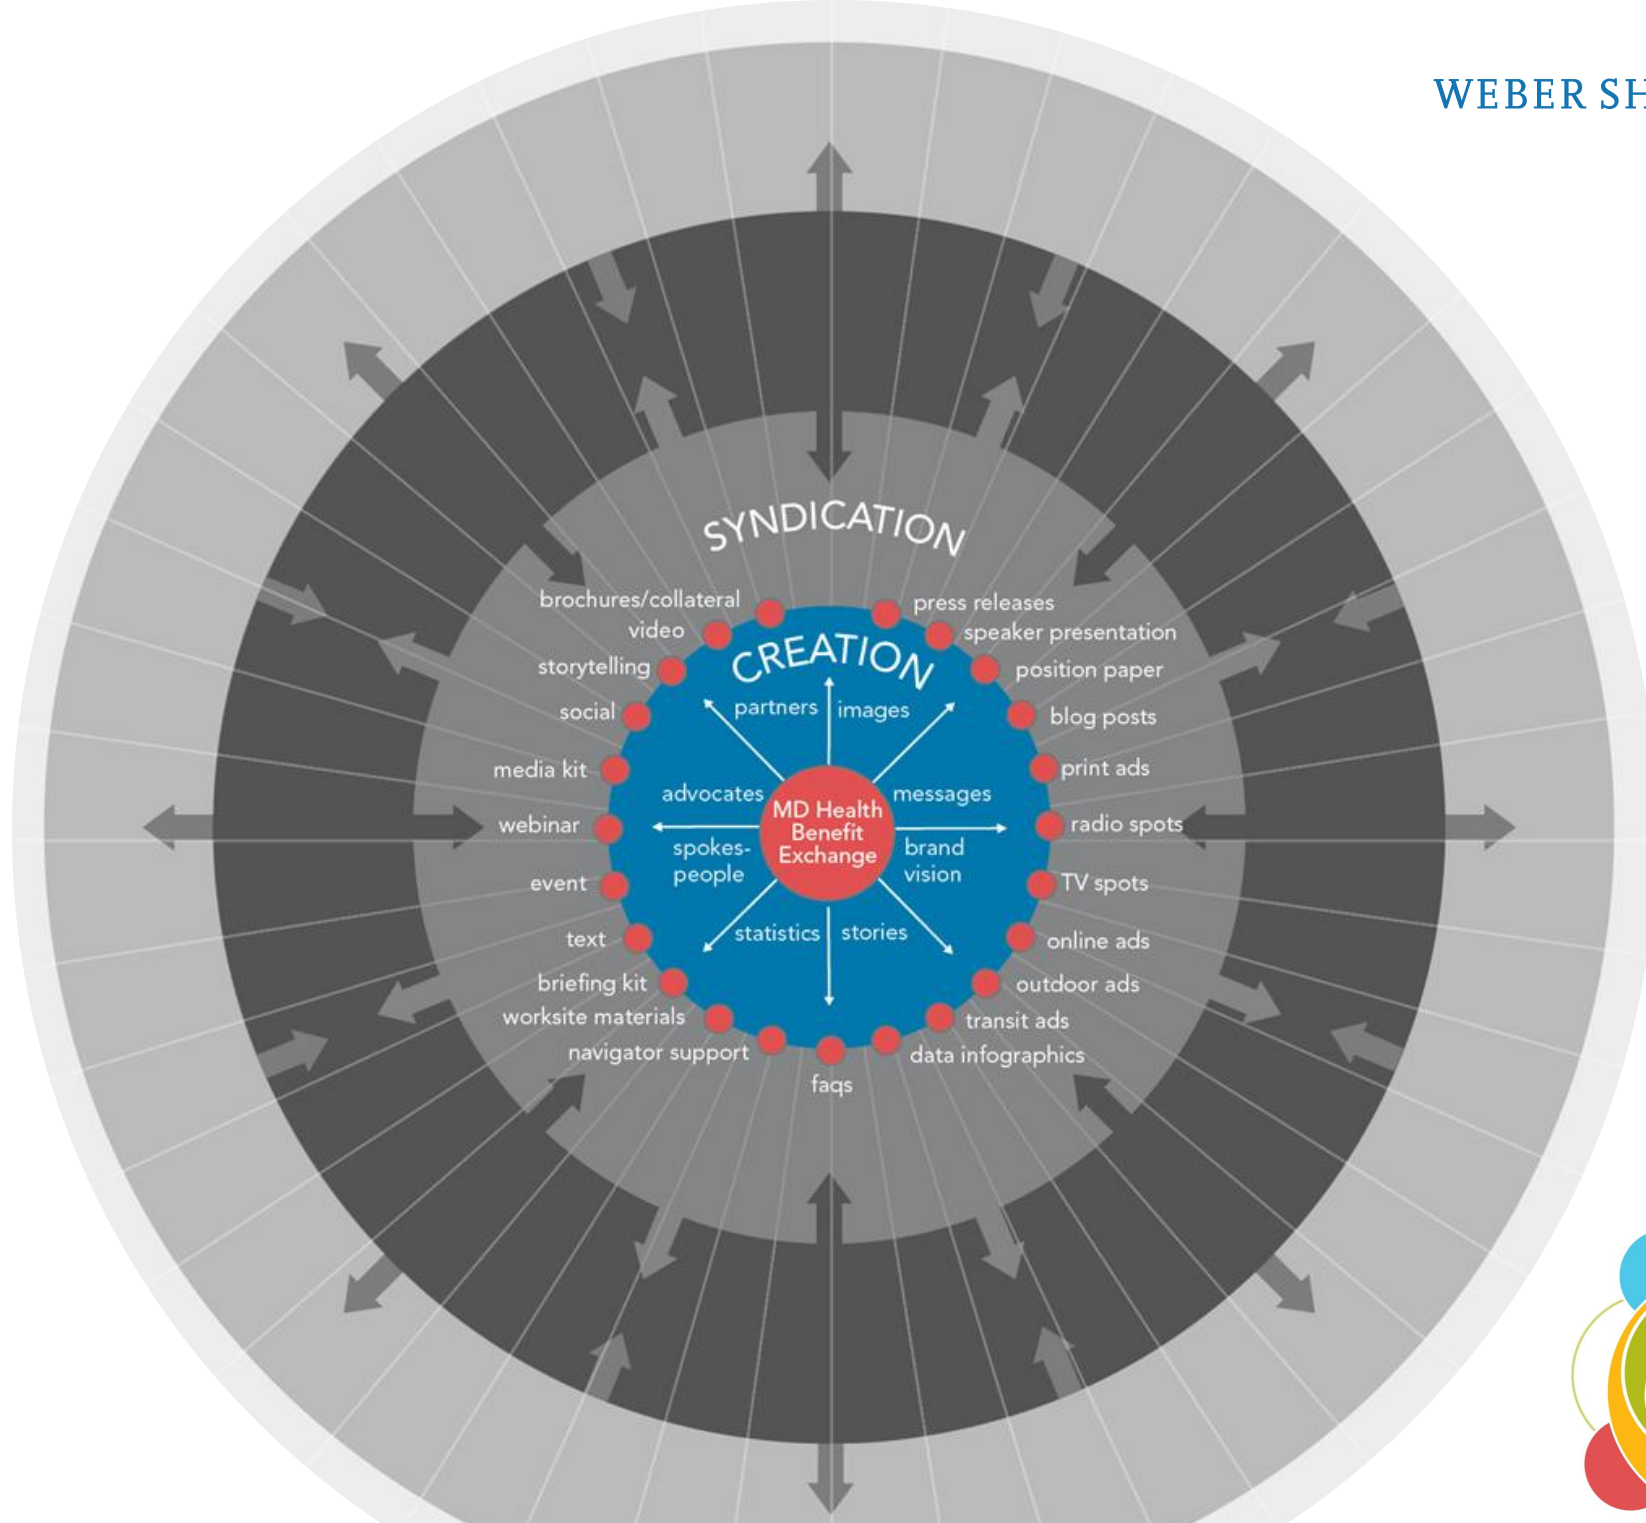 WEBER SH
SYNDICATION
brochures/collateral
video
storytelling
social
media kit
webinar
event
text
briefing kit
worksite materials
navigator support
faqs
press releases
speaker presentation
position paper
blog posts
print ads
radio spots
TV spots
online ads
outdoor ads
transit ads
data infographics
CREATION
partners
images
advocates
messages
MD Health
Benefit
Exchange
spokes-
people
brand
vision
statistics
stories